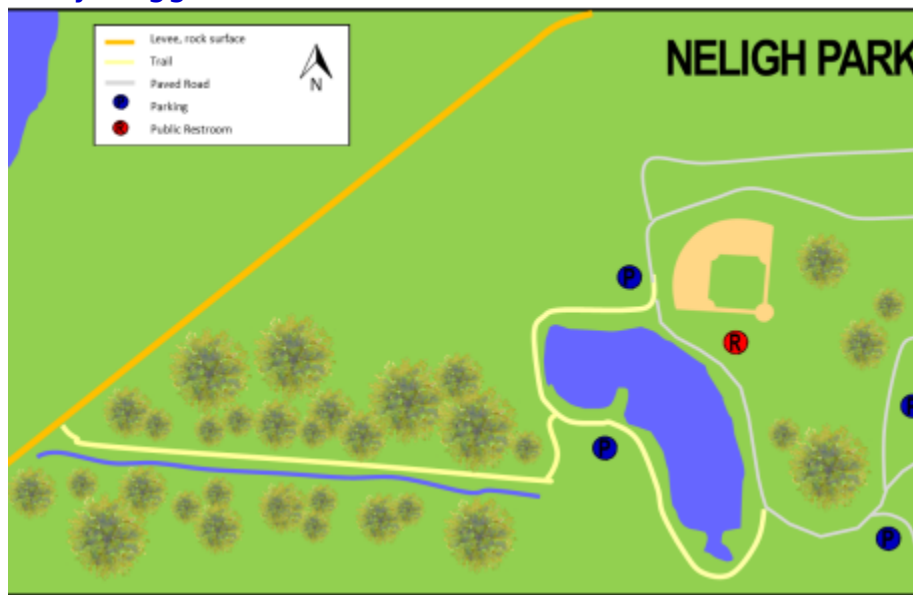 Levee, rock surface
Trail
Paved Road
P Parking
R Public Restroom
N
NELIGH PARK
P
R
P
P